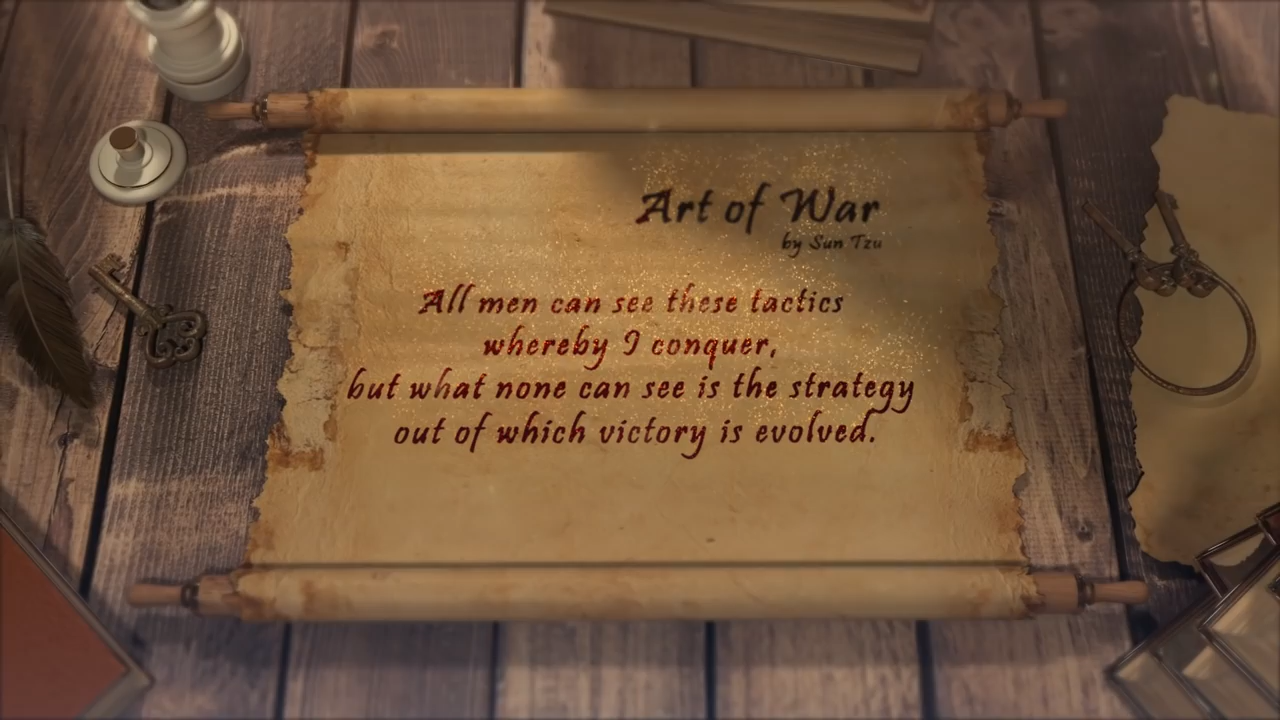 Art of War
by Sun Tzu
All men can see these tactics
whereby I conquer,
but what none can see is the strategy
out of which victory is evolved.